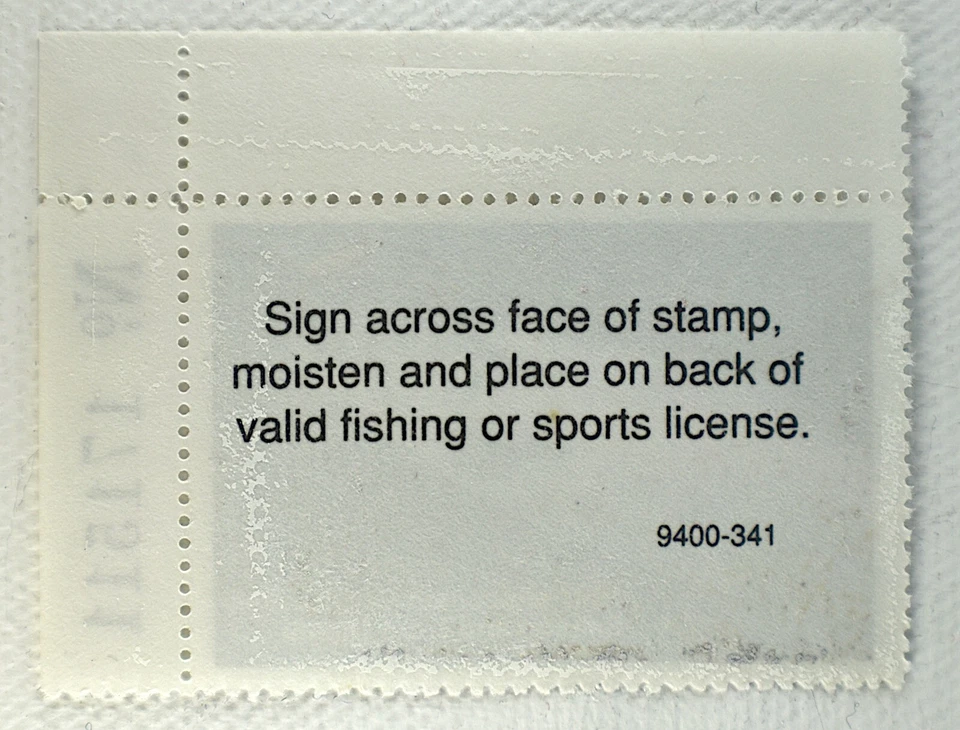 Sign across face of stamp,
moisten and place on back of
valid fishing or sports license.
9400-341